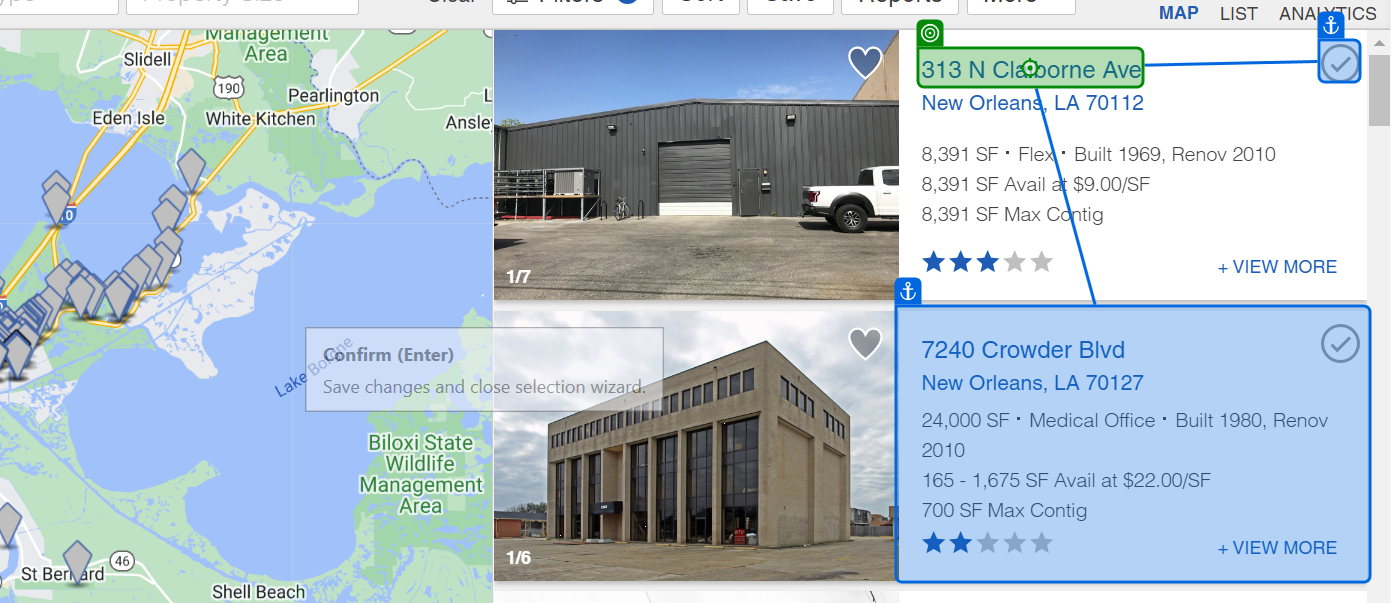 Clear
Filters
Sort
Save
Reports
More
MAP LIST ANALYTICS
Management
Area
Slidell
190
Pearlington
Eden Isle
White Kitchen
10
Lake Borgne
Biloxi State
Wildlife
Management
Area
46
St Bernard
Shell Beach
Confirm (Enter)
Save changes and close selection wizard.
1/7
313 N Claiborne Ave
New Orleans, LA 70112
8,391 SF · Flex · Built 1969, Renov 2010
8,391 SF Avail at $9.00/SF
8,391 SF Max Contig
+ VIEW MORE
1/6
7240 Crowder Blvd
New Orleans, LA 70127
24,000 SF · Medical Office · Built 1980, Renov
2010
165 - 1,675 SF Avail at $22.00/SF
700 SF Max Contig
+ VIEW MORE